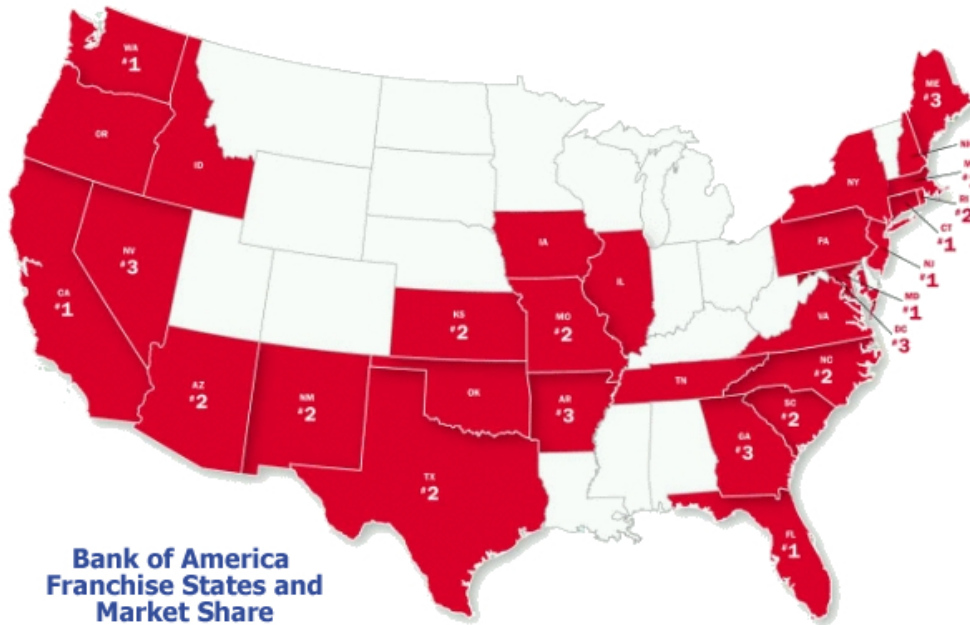 WA
#1
OR
ID
NV
#3
CA
#1
AZ
#2
NM
#2
KS
#2
OK
TX
#2
IA
MO
#2
AR
#3
IL
TN
GA
#3
FL
#1
SC
#2
NC
#2
VA
PA
NY
ME
#3
RI
#2
CT
#1
NJ
#1
MD
#1
DC
#3
Bank of America
Franchise States and
Market Share